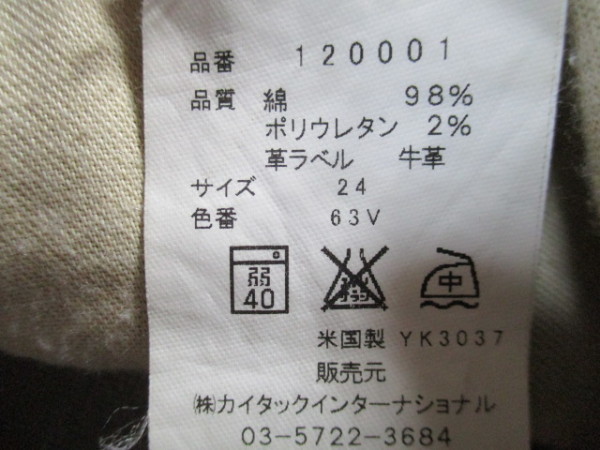 品番 120001
品質 綿 98%
ポリウレタン 2%
革ラベル 牛革
サイズ 24
色番 63V
弱 中
40
米国製 YK3037
販売元
㈱カイタックインターナショナル
03-5722-3684